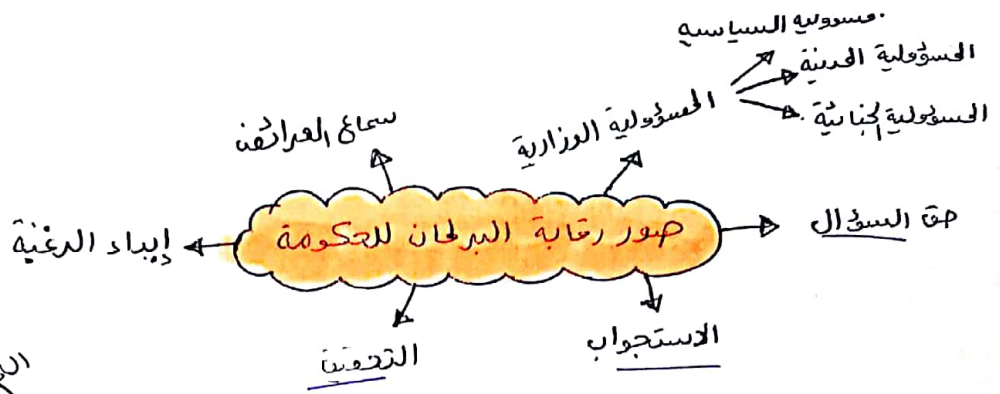 مسؤولية السياسية
المسؤولية المدنية
المسؤولية الجنائية
المسؤولية الوزارية
سماع العرائض
حق السؤال
صور رقابة البرلمان للحكومة
إبداء الرغبة
الاستجواب
التحقيق